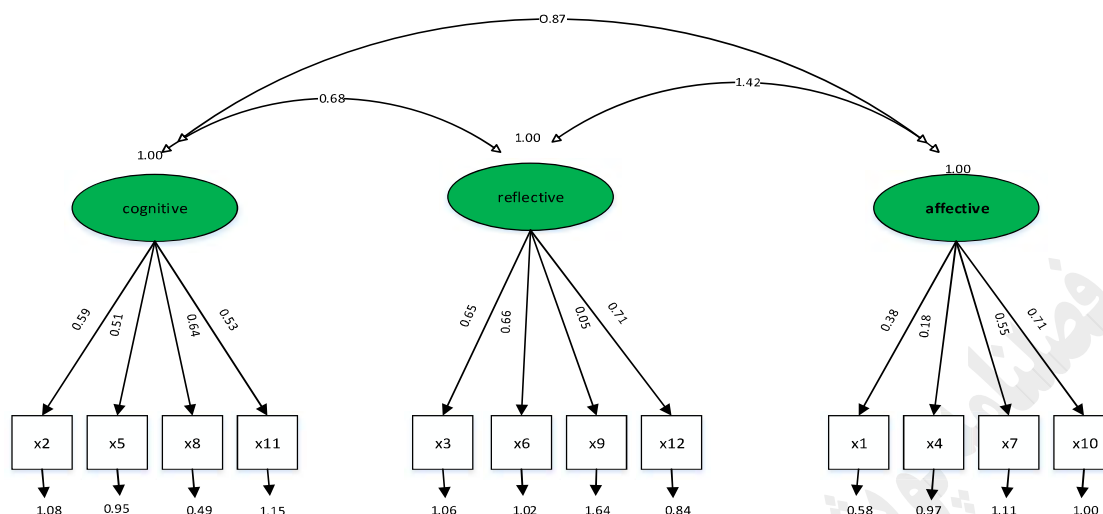 0.87
1.42
0.68
1.00
1.00
1.00
cognitive
reflective
affective
0.59
0.51
0.64
0.53
0.65
0.66
0.05
0.71
0.38
0.18
0.55
0.71
x2
x5
x8
x11
x3
x6
x9
x12
x1
x4
x7
x10
1.08
0.95
0.49
1.15
1.06
1.02
1.64
0.84
0.58
0.97
1.11
1.00